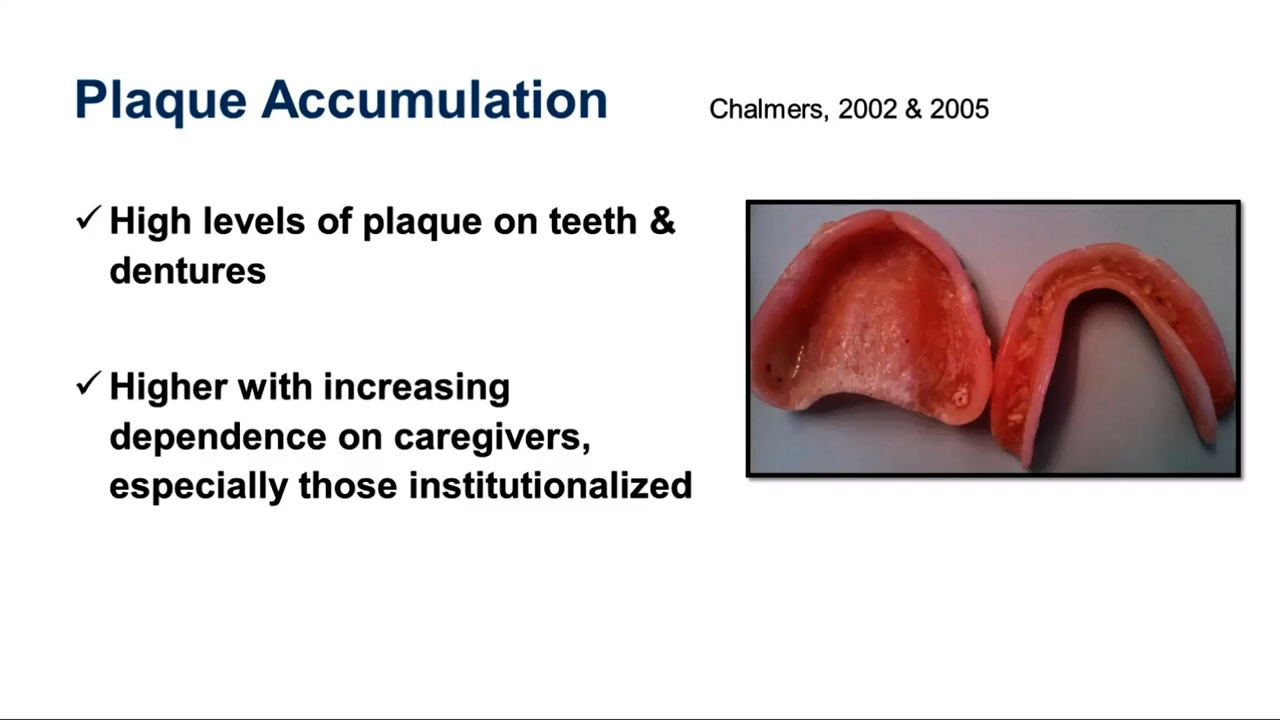 Plaque Accumulation
Chalmers, 2002 & 2005
✓ High levels of plaque on teeth &
dentures
✓ Higher with increasing
dependence on caregivers,
especially those institutionalized